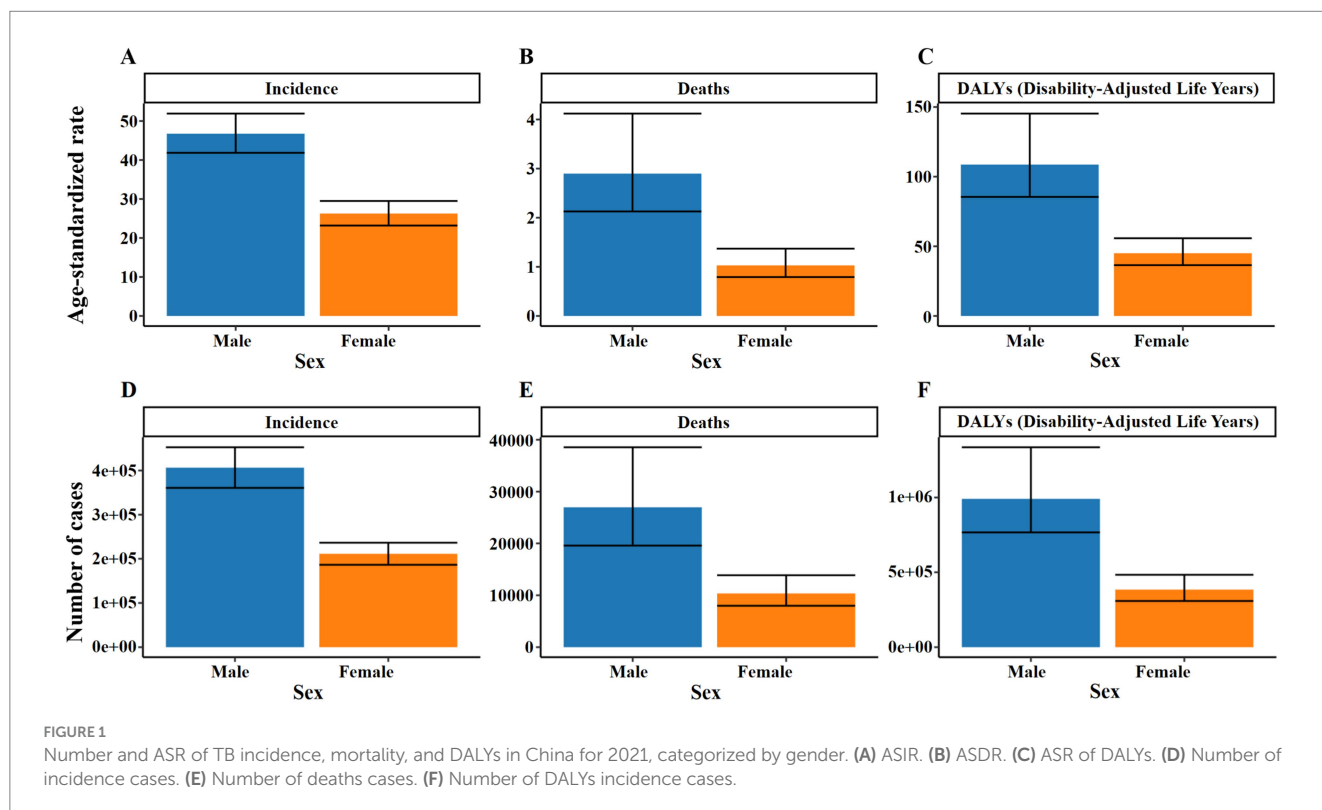 A
B
C
Incidence
Deaths
DALYs (Disability-Adjusted Life Years)
Age-standardized rate
50
40
30
20
10
0
4
3
2
1
0
150
100
50
0
Male
Female
Male
Female
Male
Female
Sex
Sex
Sex
D
E
F
Incidence
Deaths
DALYs (Disability-Adjusted Life Years)
Number of cases
4e+05
3e+05
2e+05
1e+05
0e+00
40000
30000
20000
10000
0
1e+06
5e+05
0e+00
Male
Female
Male
Female
Male
Female
Sex
Sex
Sex
FIGURE 1
Number and ASR of TB incidence, mortality, and DALYs in China for 2021, categorized by gender. (A) ASIR. (B) ASDR. (C) ASR of DALYs. (D) Number of
incidence cases. (E) Number of deaths cases. (F) Number of DALYs incidence cases.